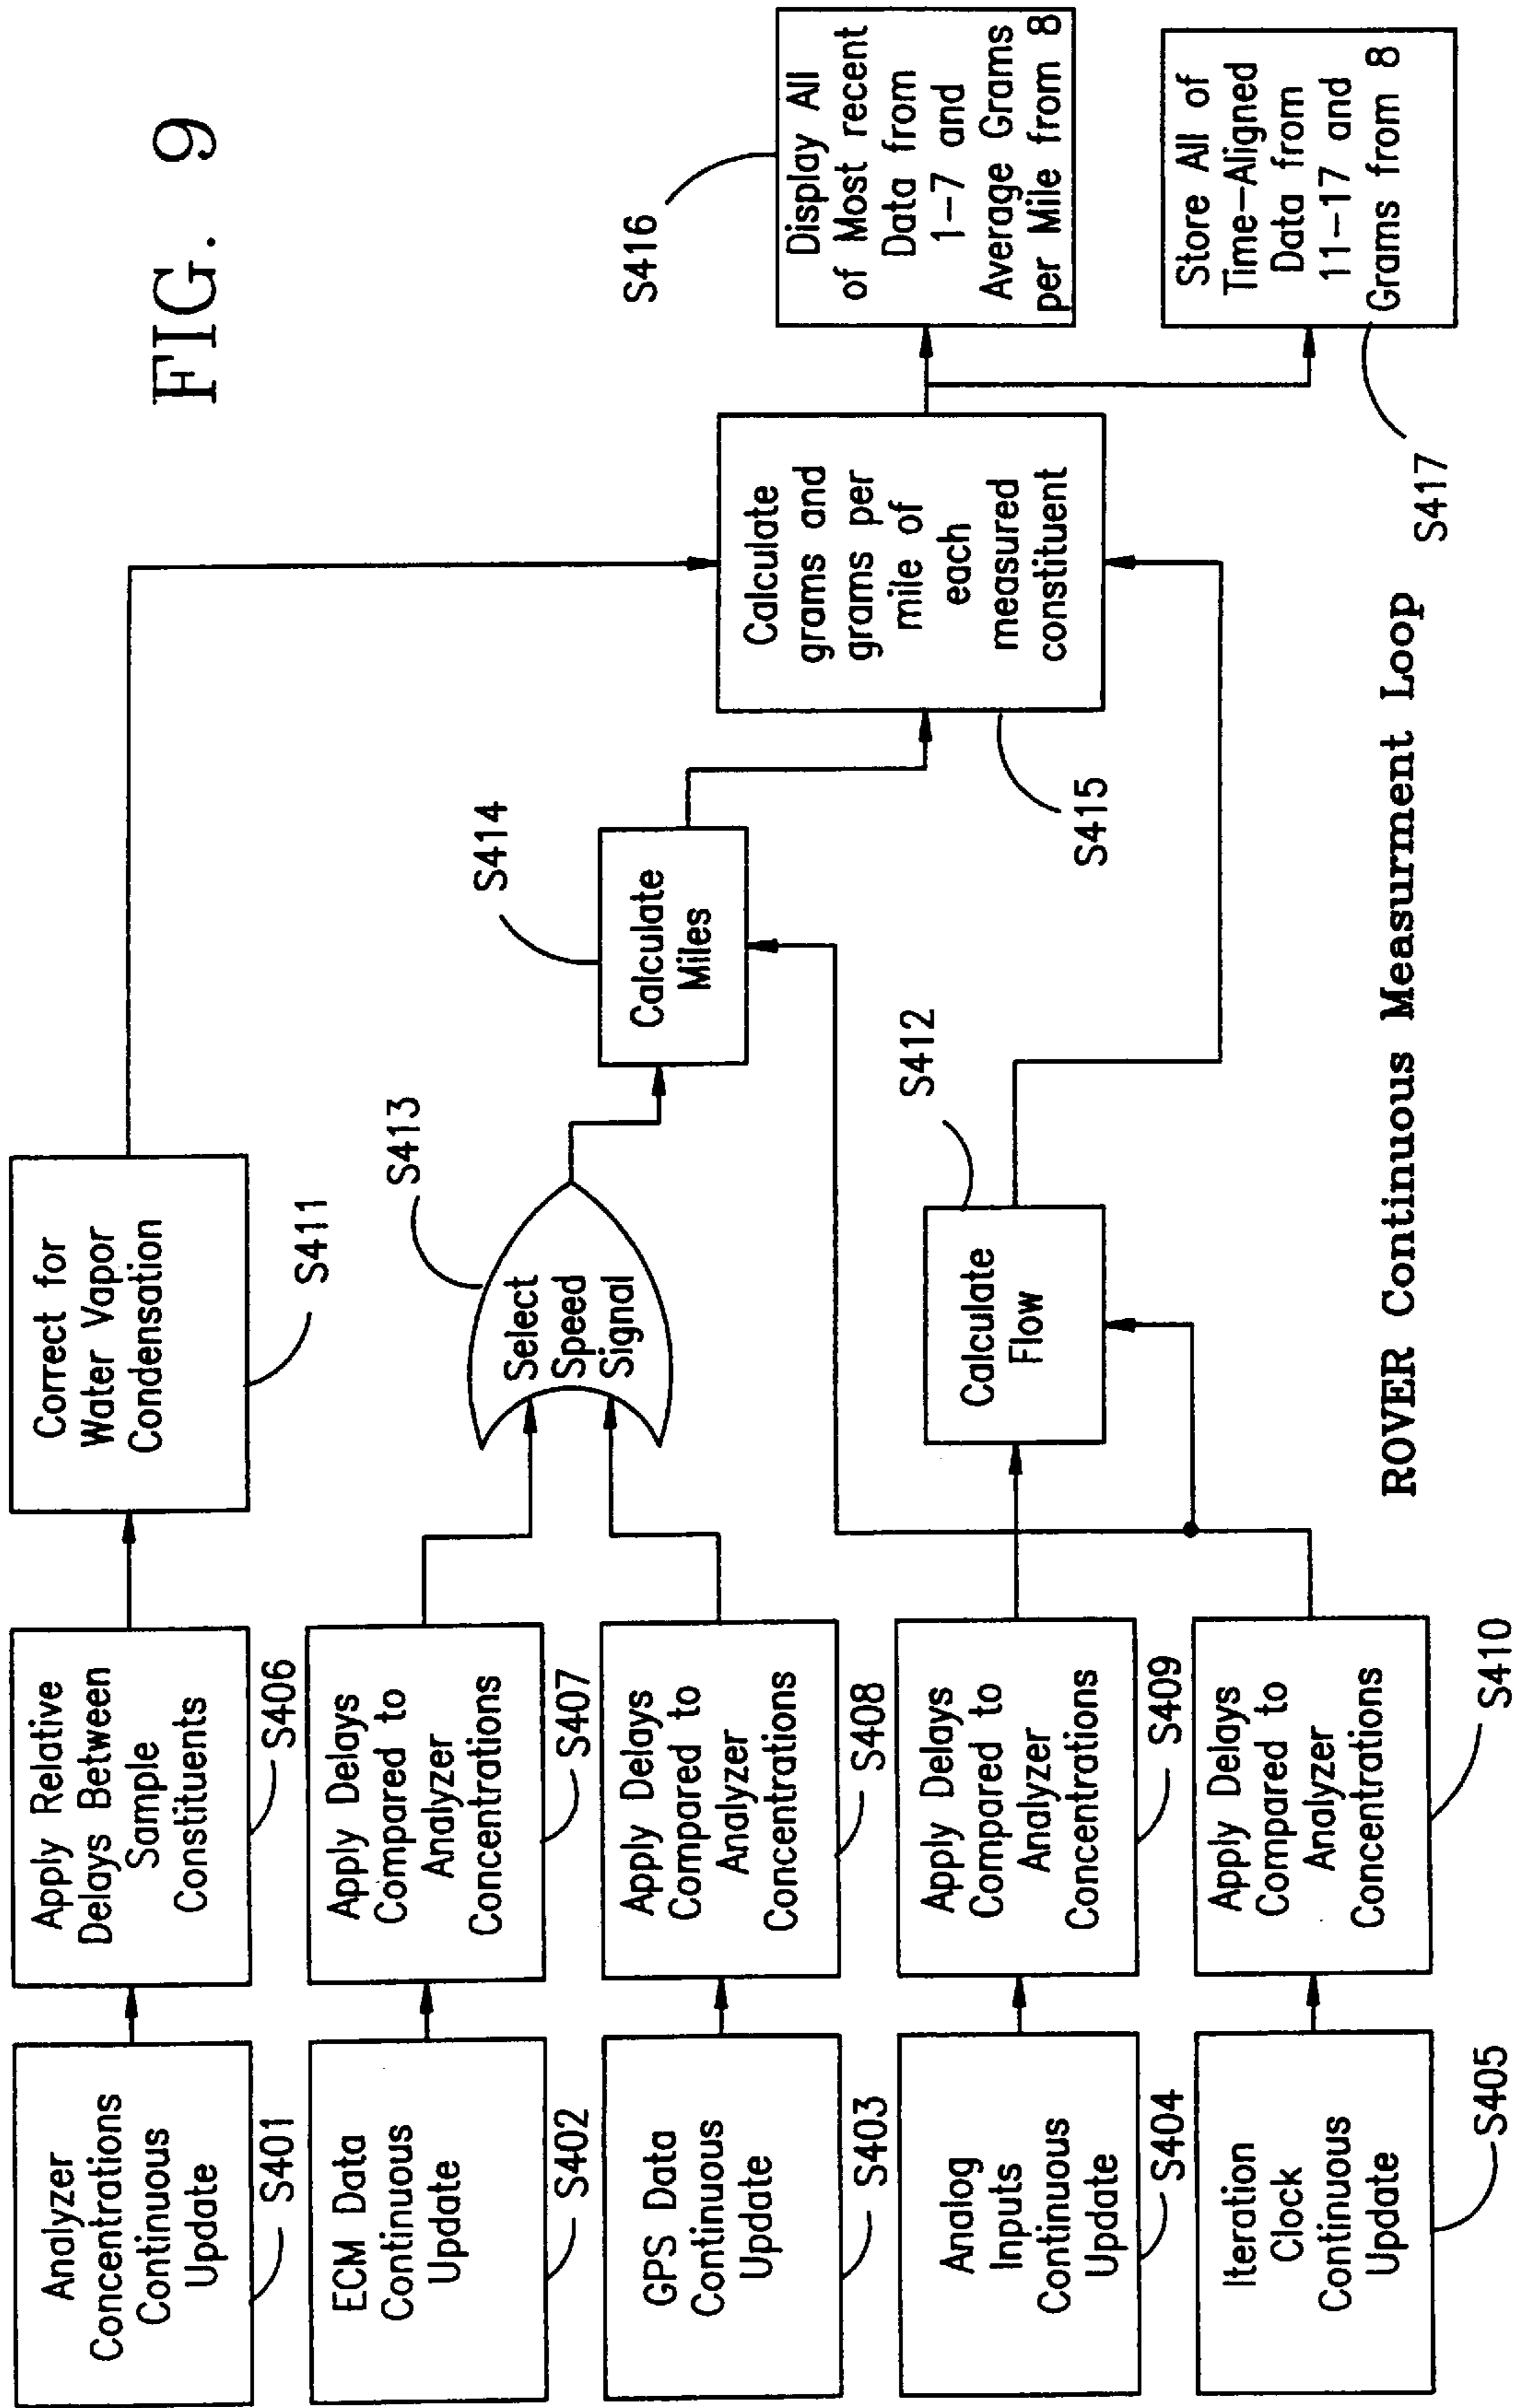 FIG. 9
Analyzer
Concentrations
Continuous
Update
S401
Apply Relative
Delays Between
Sample
Constituents
S406
Correct for
Water Vapor
Condensation
S411
ECM Data
Continuous
Update
S402
Apply Delays
Compared to
Analyzer
Concentrations
S407
GPS Data
Continuous
Update
S403
Apply Delays
Compared to
Analyzer
Concentrations
S408
Select
Speed
Signal
S413
Calculate
Miles
S414
Analog
Inputs
Continuous
Update
S404
Apply Delays
Compared to
Analyzer
Concentrations
S409
Calculate
Flow
S412
Iteration
Clock
Continuous
Update
S405
Apply Delays
Compared to
Analyzer
Concentrations
S410
Calculate
grams and
grams per
mile of
each
measured
constituent
S415
Display All
of Most recent
Data from
1-7 and
Average Grams
per Mile from 8
S416
Store All of
Time-Aligned
Data from
11-17 and
Grams from 8
S417
ROVER Continuous Measurment Loop